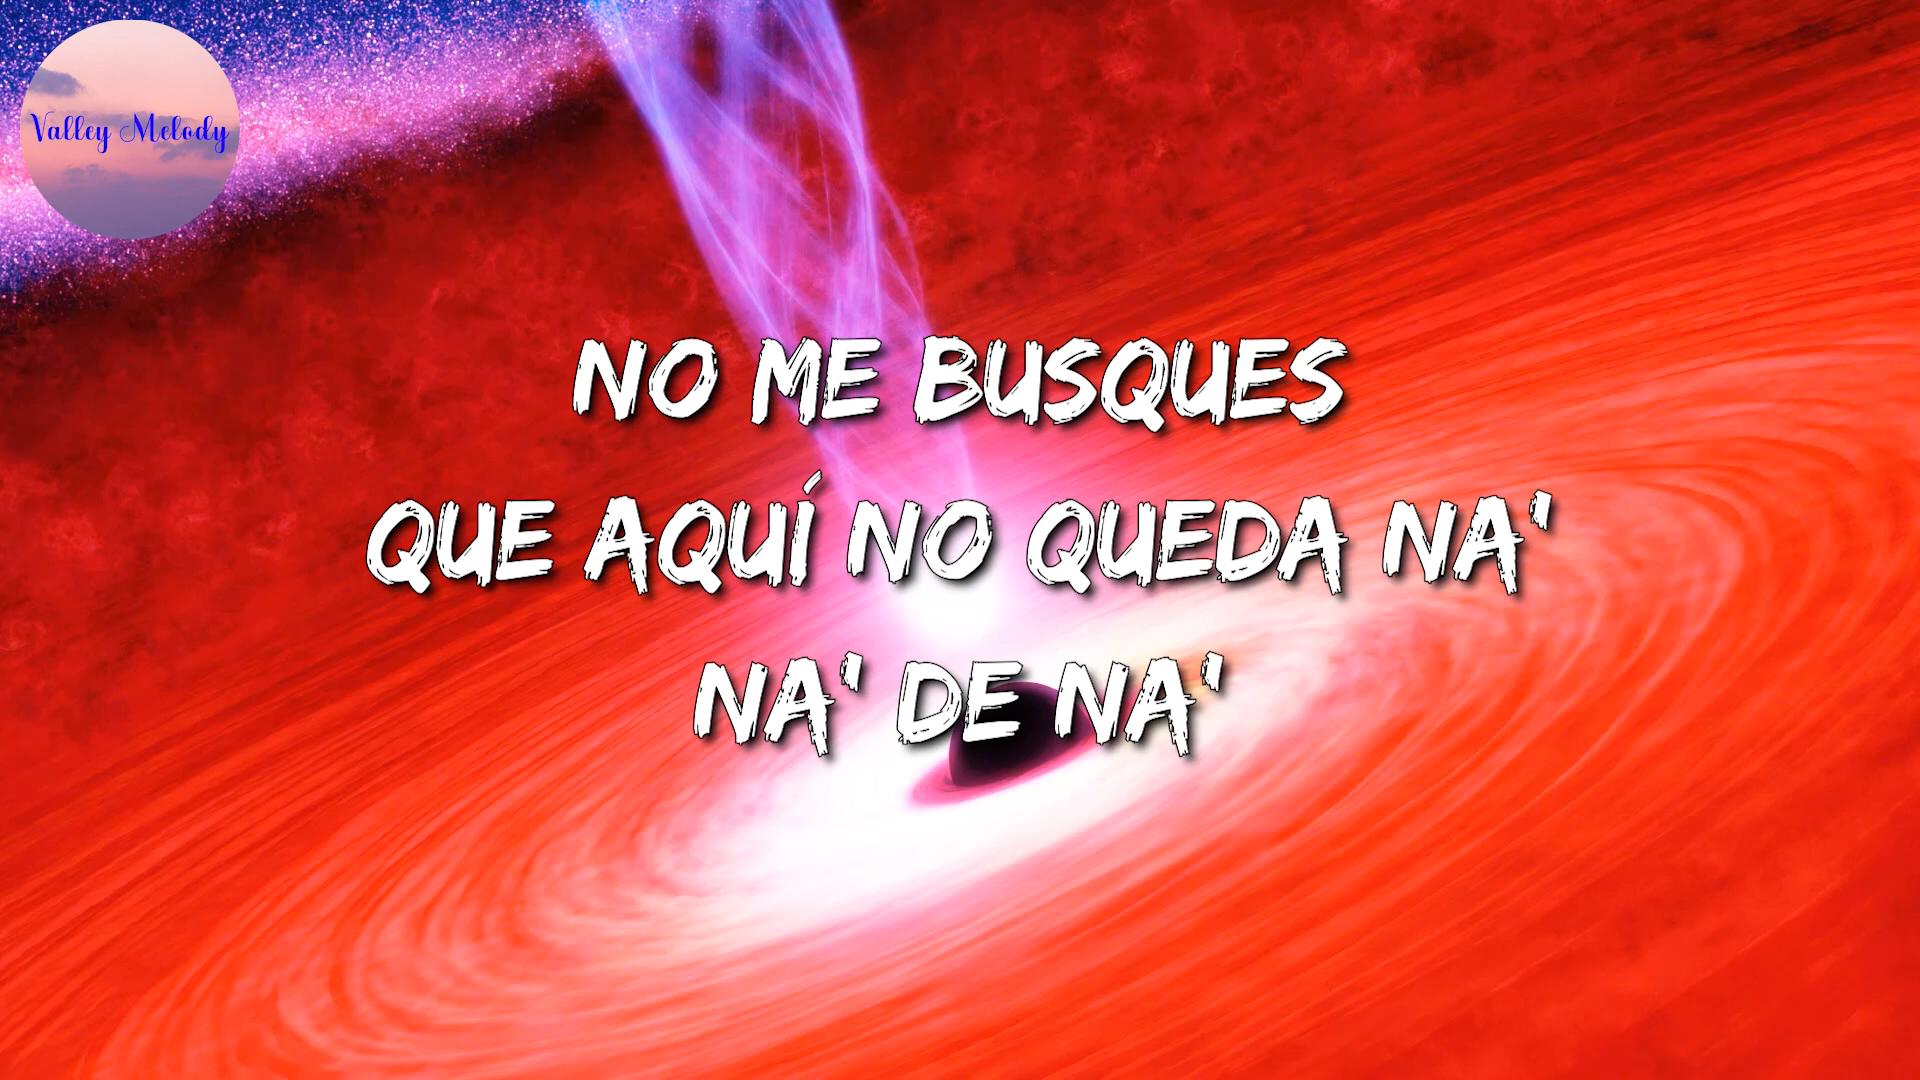 Valley Melody
NO ME BUSQUES
QUE AQUÍ NO QUEDA NA'
NA' DE NA'